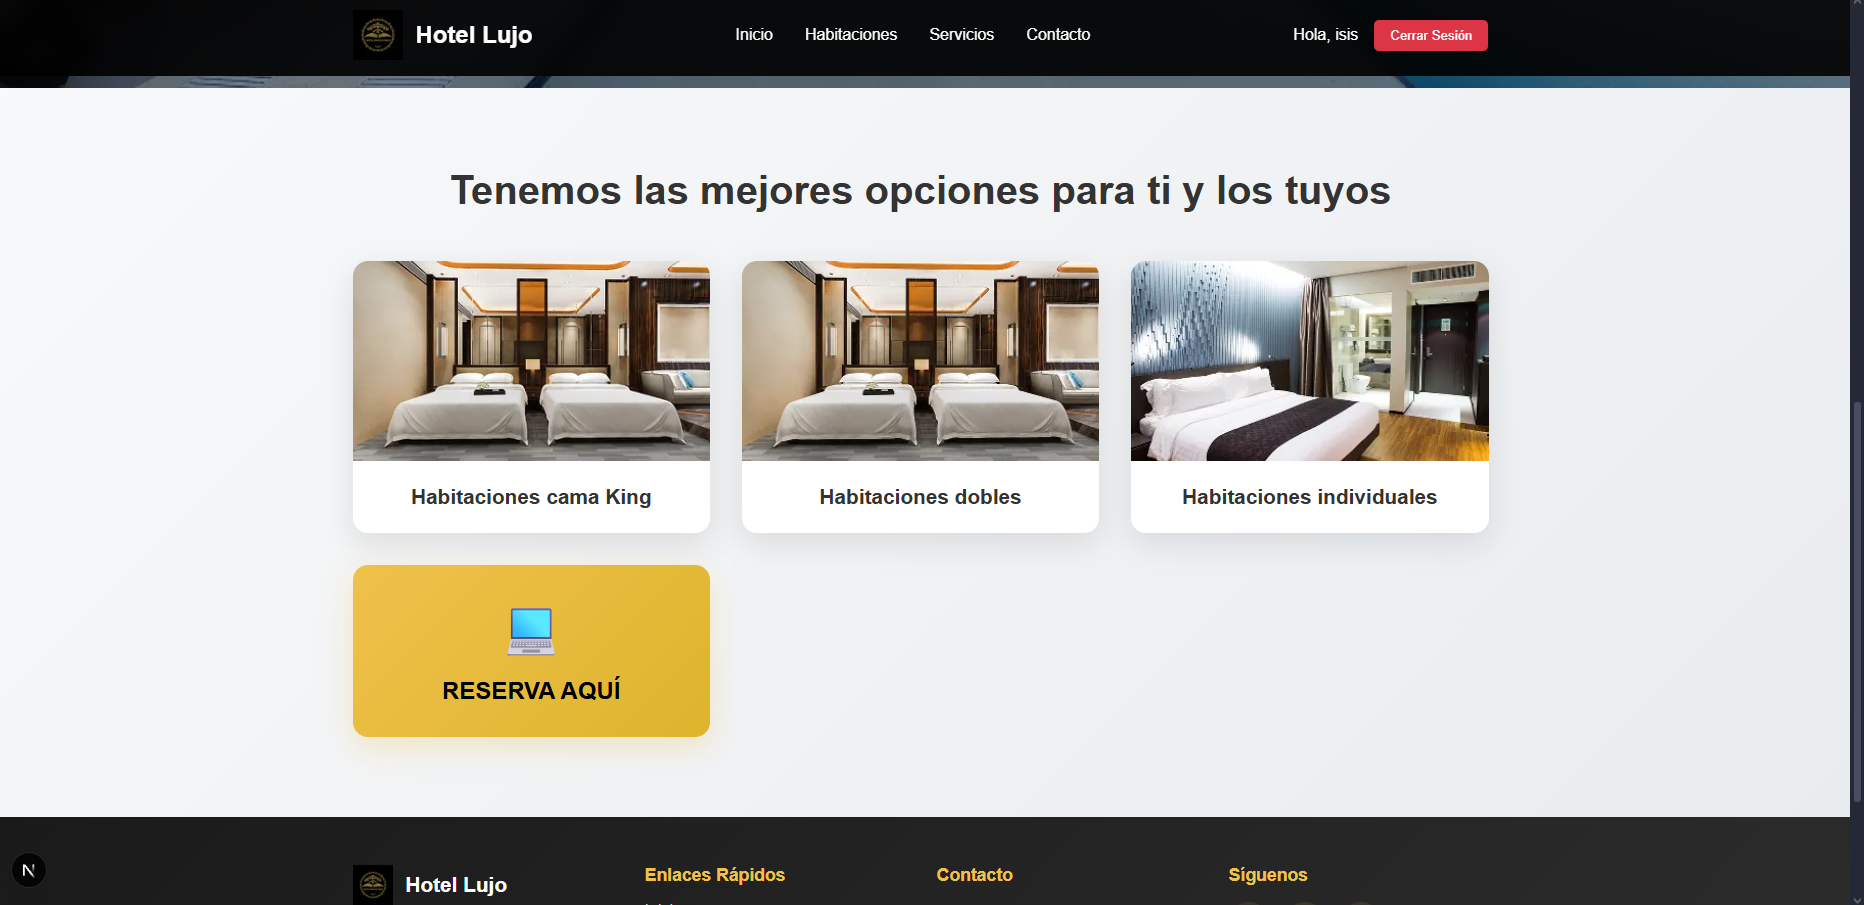 Hotel Lujo
Inicio
Habitaciones
Servicios
Contacto
Hola, isis
Cerrar Sesión
Tenemos las mejores opciones para ti y los tuyos
Habitaciones cama King
Habitaciones dobles
Habitaciones individuales
RESERVA AQUÍ
Hotel Lujo
Enlaces Rápidos
Contacto
Síguenos
N